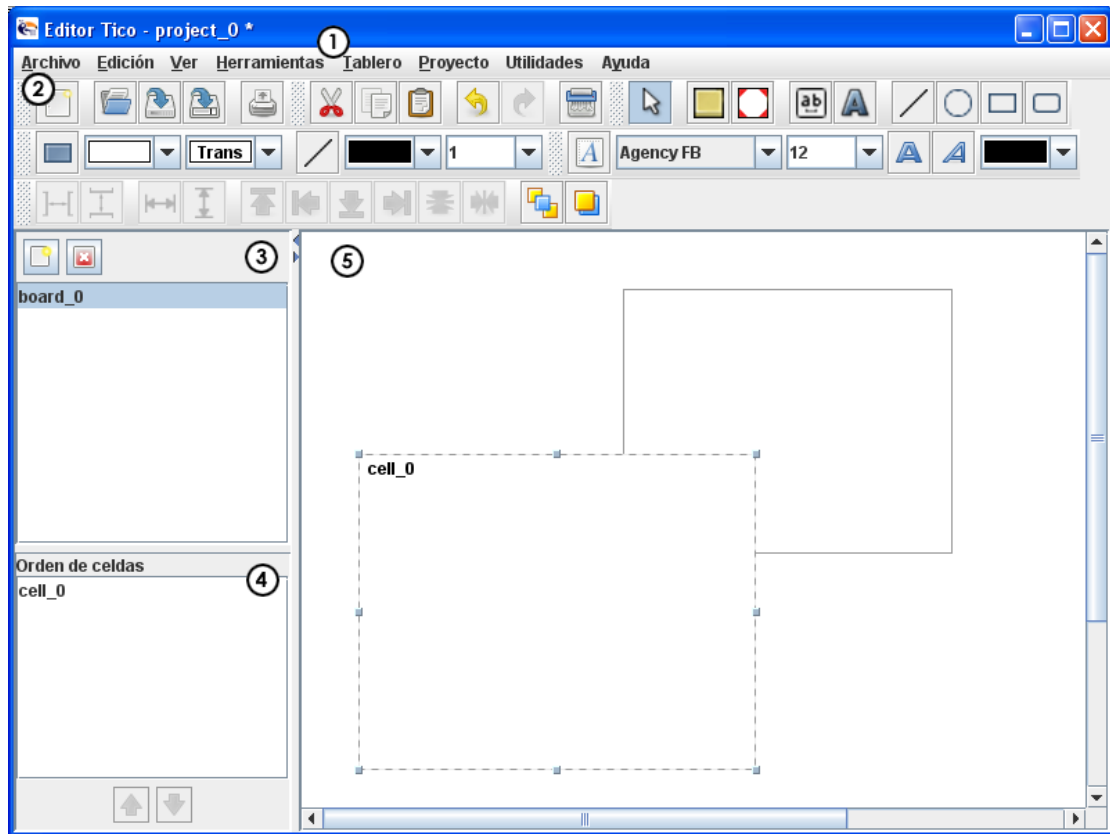 Editor Tico - project_0 *
1
Archivo Edición Ver Herramientas Tablero Proyecto Utilidades Ayuda
2
ab A
Trans 1 A Agency FB 12 A A
3
5
board_0
cell_0
Orden de celdas
4
cell_0